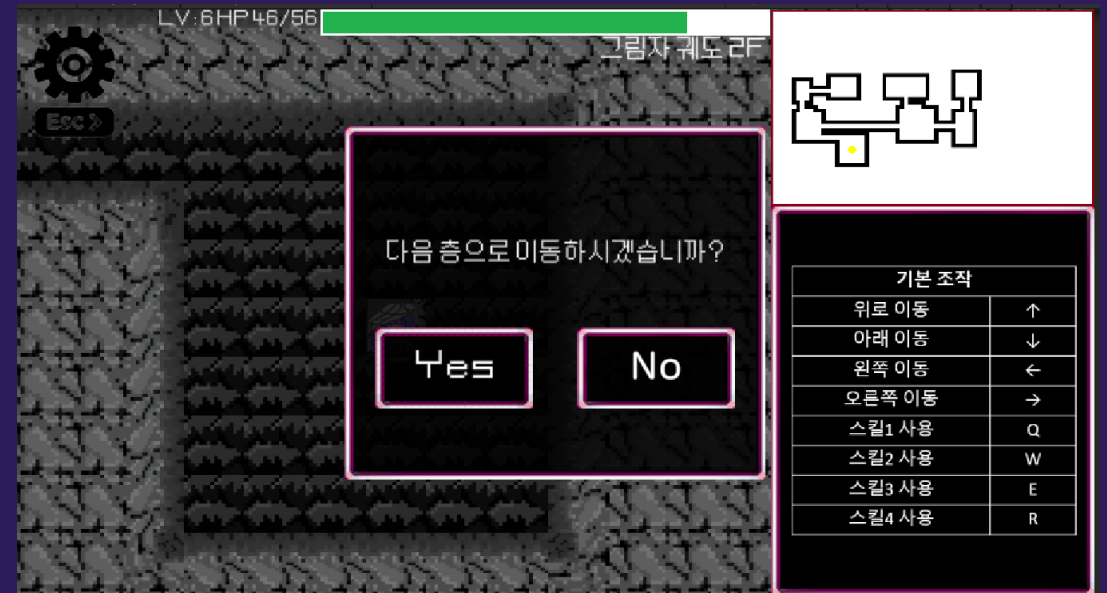 LV:6HP46/56
그림자 궤도 2F
Esc
다음 층으로 이동하시겠습니까?
Yes
No
기본 조작
위로 이동 ↑
아래 이동 ↓
왼쪽 이동 ←
오른쪽 이동 →
스킬1 사용 Q
스킬2 사용 W
스킬3 사용 E
스킬4 사용 R